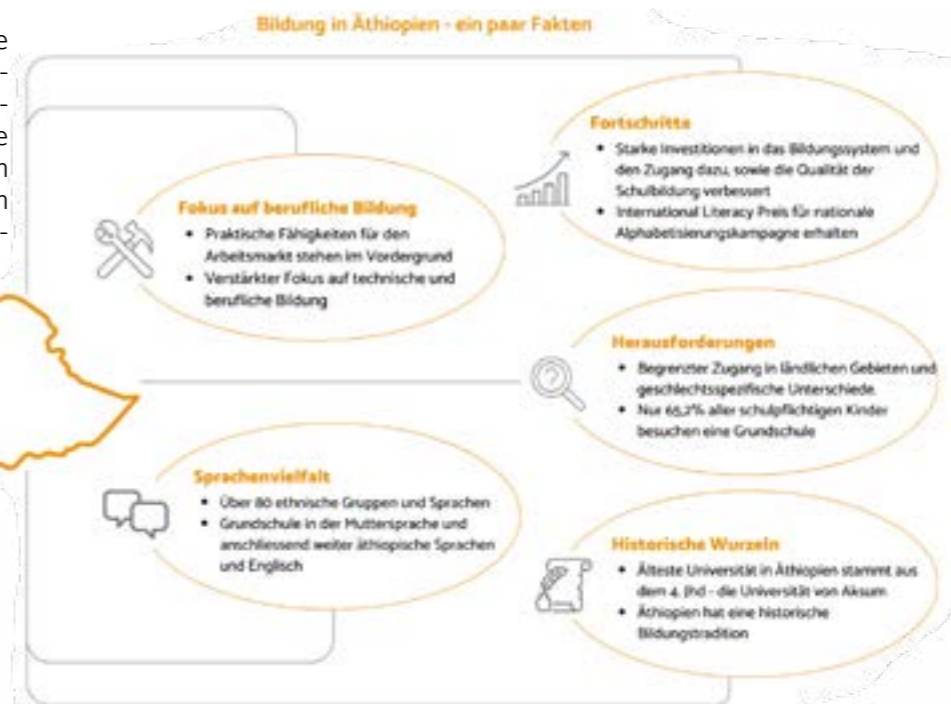 Bildung in Äthiopien - ein paar Fakten
Fokus auf berufliche Bildung
• Praktische Fähigkeiten für den
Arbeitsmarkt stehen im Vordergrund
• Verstärkter Fokus auf technische und
berufliche Bildung
Fortschritte
• Starke Investitionen in das Bildungssystem und
den Zugang dazu, sowie die Qualität der
Schulbildung verbessert
• International Literacy Preis für nationale
Alphabetisierungskampagne erhalten
Herausforderungen
• Begrenzter Zugang in ländlichen Gebieten und
geschlechtsspezifische Unterschiede.
• Nur 65,2% aller schulpflichtigen Kinder
besuchen eine Grundschule
Sprachenvielfalt
• Über 80 ethnische Gruppen und Sprachen
• Grundschule in der Muttersprache und
anschliessend weiter äthiopische Sprachen
und Englisch
Historische Wurzeln
• Älteste Universität in Äthiopien stammt aus
dem 4. Jhd - die Universität von Aksum
• Äthiopien hat eine historische
Bildungstradition